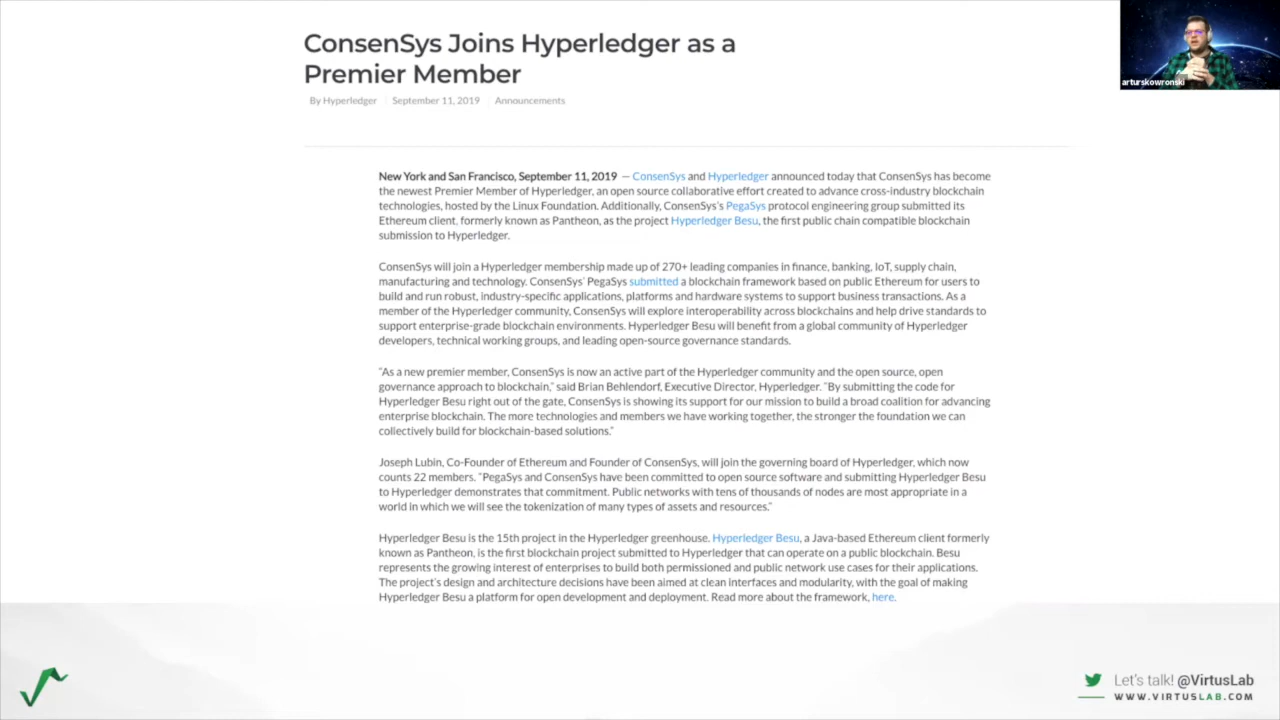 ConsenSys Joins Hyperledger as a
Premier Member
By Hyperledger September 11, 2019 Announcements
arturskowronski
New York and San Francisco, September 11, 2019 — ConsenSys and Hyperledger announced today that ConsenSys has become
the newest Premier Member of Hyperledger, an open source collaborative effort created to advance cross-industry blockchain
technologies, hosted by the Linux Foundation. Additionally, ConsenSys's PegaSys protocol engineering group submitted its
Ethereum client, formerly known as Pantheon, as the project Hyperledger Besu, the first public chain compatible blockchain
submission to Hyperledger.
ConsenSys will join a Hyperledger membership made up of 270+ leading companies in finance, banking, IoT, supply chain,
manufacturing and technology. ConsenSys' PegaSys submitted a blockchain framework based on public Ethereum for users to
build and run robust, industry-specific applications, platforms and hardware systems to support business transactions. As a
member of the Hyperledger community, ConsenSys will explore interoperability across blockchains and help drive standards to
support enterprise-grade blockchain environments. Hyperledger Besu will benefit from a global community of Hyperledger
developers, technical working groups, and leading open-source governance standards.
"As a new premier member, ConsenSys is now an active part of the Hyperledger community and the open source, open
governance approach to blockchain," said Brian Behlendorf, Executive Director, Hyperledger. "By submitting the code for
Hyperledger Besu right out of the gate, ConsenSys is showing its support for our mission to build a broad coalition for advancing
enterprise blockchain. The more technologies and members we have working together, the stronger the foundation we can
collectively build for blockchain-based solutions."
Joseph Lubin, Co-Founder of Ethereum and Founder of ConsenSys, will join the governing board of Hyperledger, which now
counts 22 members. "PegaSys and ConsenSys have been committed to open source software and submitting Hyperledger Besu
to Hyperledger demonstrates that commitment. Public networks with tens of thousands of nodes are most appropriate in a
world in which we will see the tokenization of many types of assets and resources."
Hyperledger Besu is the 15th project in the Hyperledger greenhouse. Hyperledger Besu, a Java-based Ethereum client formerly
known as Pantheon, is the first blockchain project submitted to Hyperledger that can operate on a public blockchain. Besu
represents the growing interest of enterprises to build both permissioned and public network use cases for their applications.
The project's design and architecture decisions have been aimed at clean interfaces and modularity, with the goal of making
Hyperledger Besu a platform for open development and deployment. Read more about the framework, here.
Let's talk! @VirtusLab
WWW.VIRTUSLAB.COM